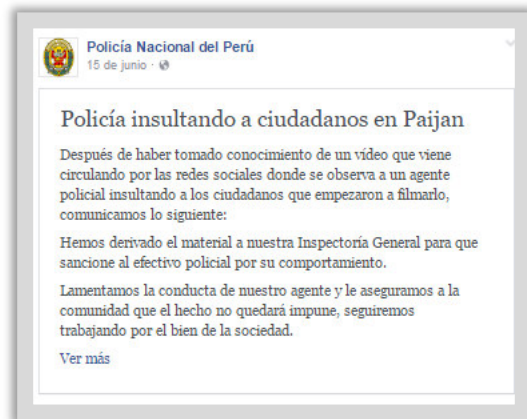 Policía Nacional del Perú
15 de junio ·
Policía insultando a ciudadanos en Paijan
Después de haber tomado conocimiento de un vídeo que viene
circulando por las redes sociales donde se observa a un agente
policial insultando a los ciudadanos que empezaron a filmarlo,
comunicamos lo siguiente:
Hemos derivado el material a nuestra Inspectoría General para que
sancione al efectivo policial por su comportamiento.
Lamentamos la conducta de nuestro agente y le aseguramos a la
comunidad que el hecho no quedará impune, seguiremos
trabajando por el bien de la sociedad.
Ver más